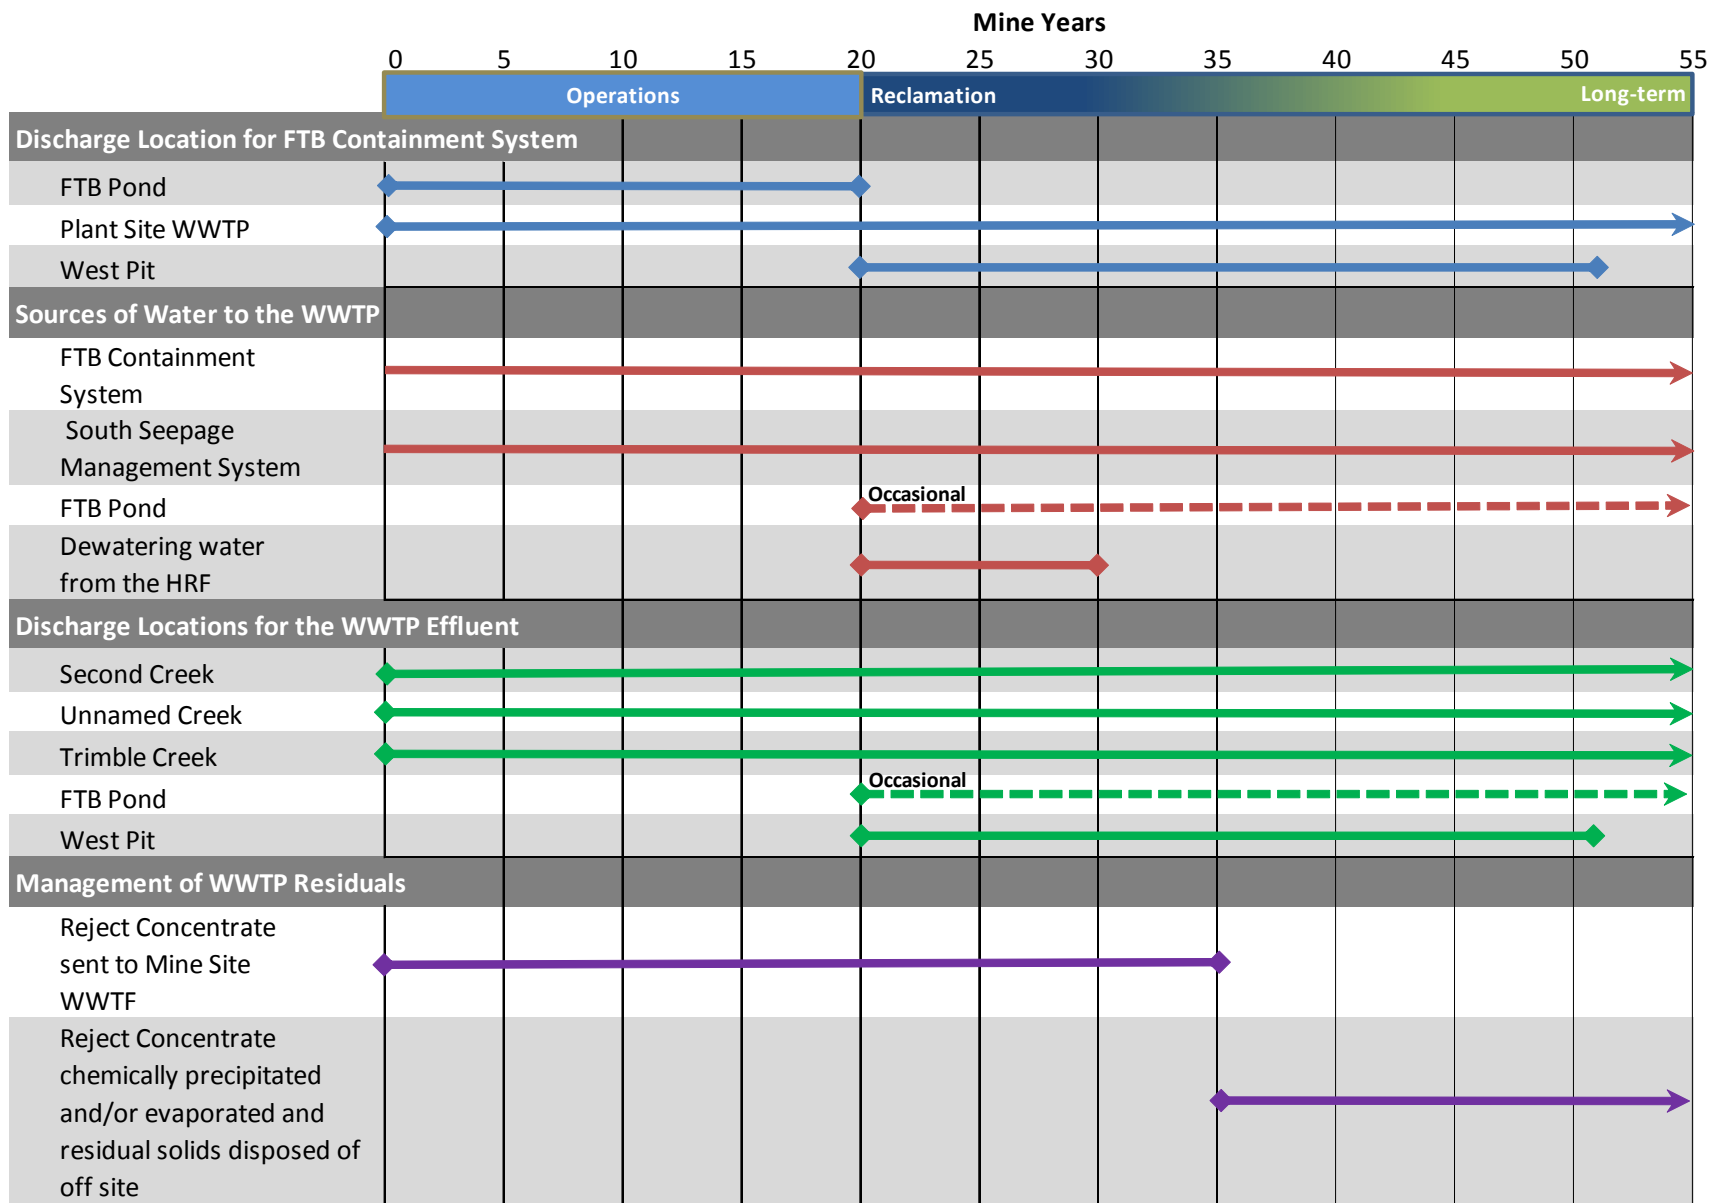 Mine Years
0 5 10 15 20 25 30 35 40 45 50 55
Operations Reclamation Long-term
Discharge Location for FTB Containment System
FTB Pond
Plant Site WWTP
West Pit
Sources of Water to the WWTP
FTB Containment
System
South Seepage
Management System
Occasional
FTB Pond
Dewatering water
from the HRF
Discharge Locations for the WWTP Effluent
Second Creek
Unnamed Creek
Trimble Creek
Occasional
FTB Pond
West Pit
Management of WWTP Residuals
Reject Concentrate
sent to Mine Site
WWTF
Reject Concentrate
chemically precipitated
and/or evaporated and
residual solids disposed of
off site